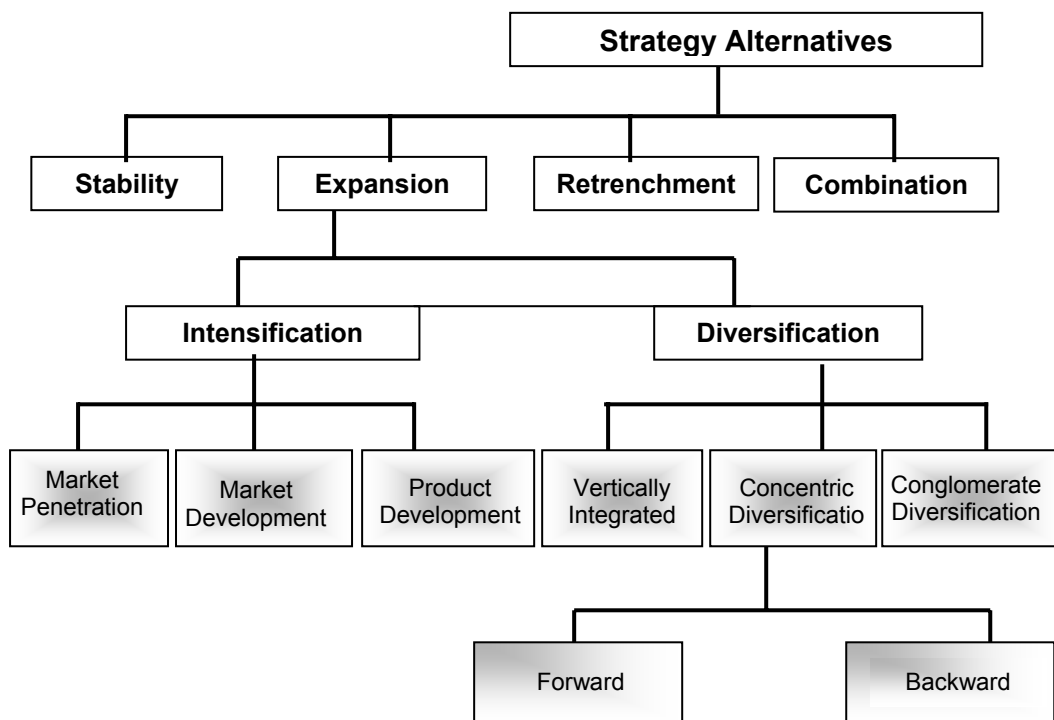 Strategy Alternatives
Stability
Expansion
Retrenchment
Combination
Intensification
Diversification
Market
Penetration
Market
Development
Product
Development
Vertically
Integrated
Concentric
Diversificatio
Conglomerate
Diversification
Forward
Backward